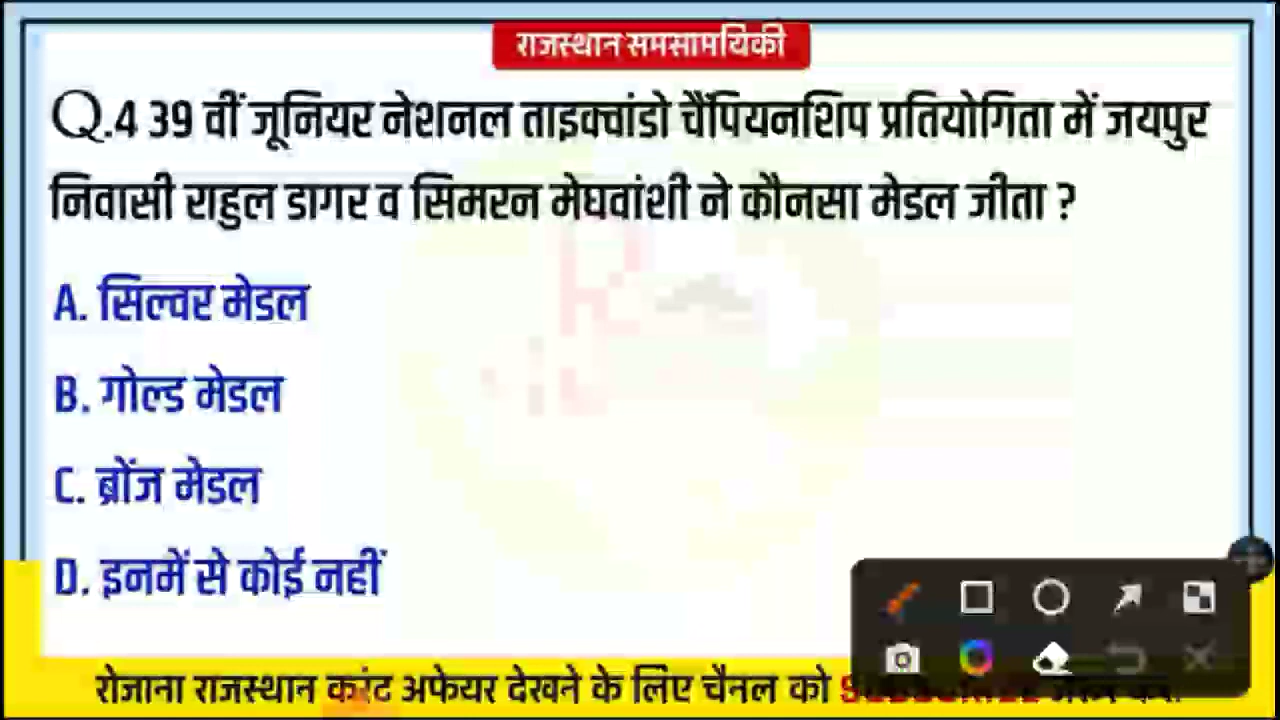 राजस्थान समसामयिकी
Q.4 39 वीं जूनियर नेशनल ताइक्वांडो चैंपियनशिप प्रतियोगिता में जयपुर
निवासी राहुल डागर व सिमरन मेघवांशी ने कौनसा मेडल जीता ?
A. सिल्वर मेडल
B. गोल्ड मेडल
C. ब्रोंज मेडल
D. इनमें से कोई नहीं
रोजाना राजस्थान करंट अफेयर देखने के लिए चैनल को